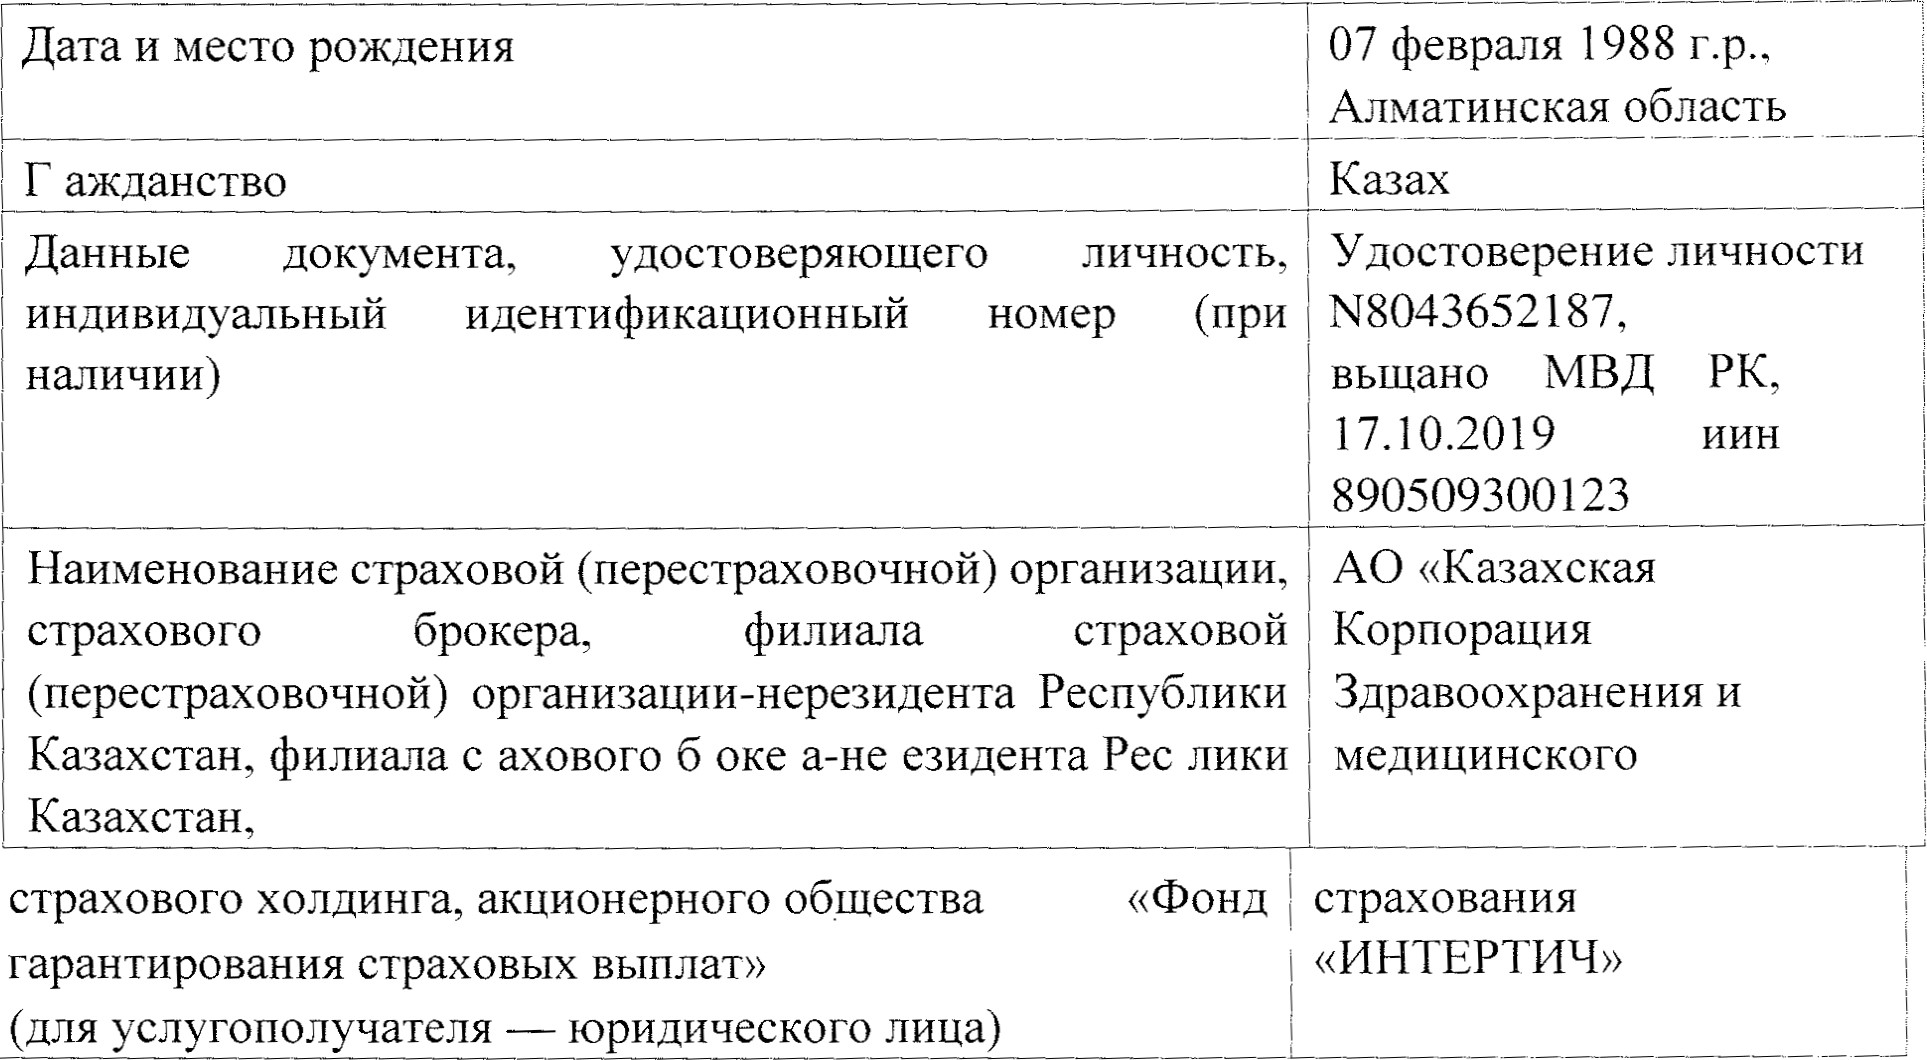 Дата и место рождения
07 февраля 1988 г.р.,
Алматинская область
Г ажданство
Казах
Данные документа, удостоверяющего личность,
индивидуальный идентификационный номер (при
наличии)
Удостоверение личности
N8043652187,
выщано МВД РК,
17.10.2019 иин
890509300123
Наименование страховой (перестраховочной) организации,
страхового брокера, филиала страховой
(перестраховочной) организации-нерезидента Республики
Казахстан, филиала с ахового б оке а-не езидента Рес лики
Казахстан,
АО «Казахская
Корпорация
Здравоохранения и
медицинского
страхового холдинга, акционерного общества «Фонд
гарантирования страховых выплат»
(для услугополучателя — юридического лица)
страхования
«ИНТЕРТИЧ»